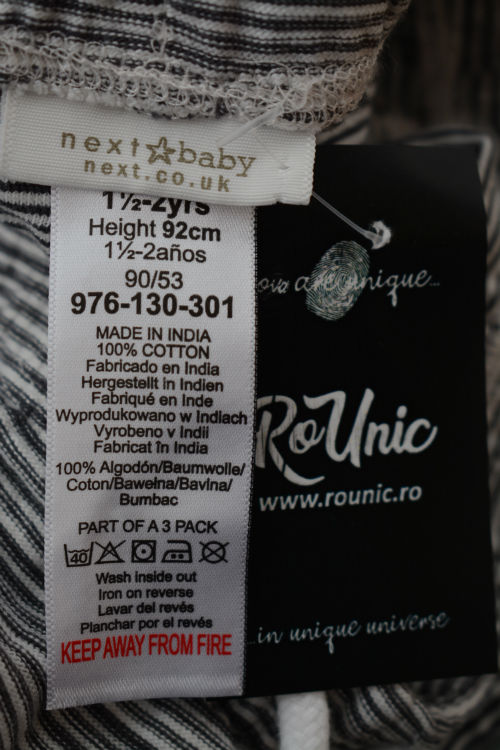 next baby
next.co.uk
1½-2yrs
Height 92cm
1½-2años
90/53
976-130-301
MADE IN INDIA
100% COTTON
Fabricado en India
Hergestellt in Indien
Fabriqué en Inde
Wyprodukowano w Indiach
Vyrobeno v Indii
Fabricat în India
100% Algodón/Baumwolle/
Coton/Bawełna/Bavlna/
Bumbac
PART OF A 3 PACK
40
Wash inside out
Iron on reverse
Lavar del revés
Planchar por el revés
KEEP AWAY FROM FIRE
are unique...
RoUnic
www.rounic.ro
...in unique universe